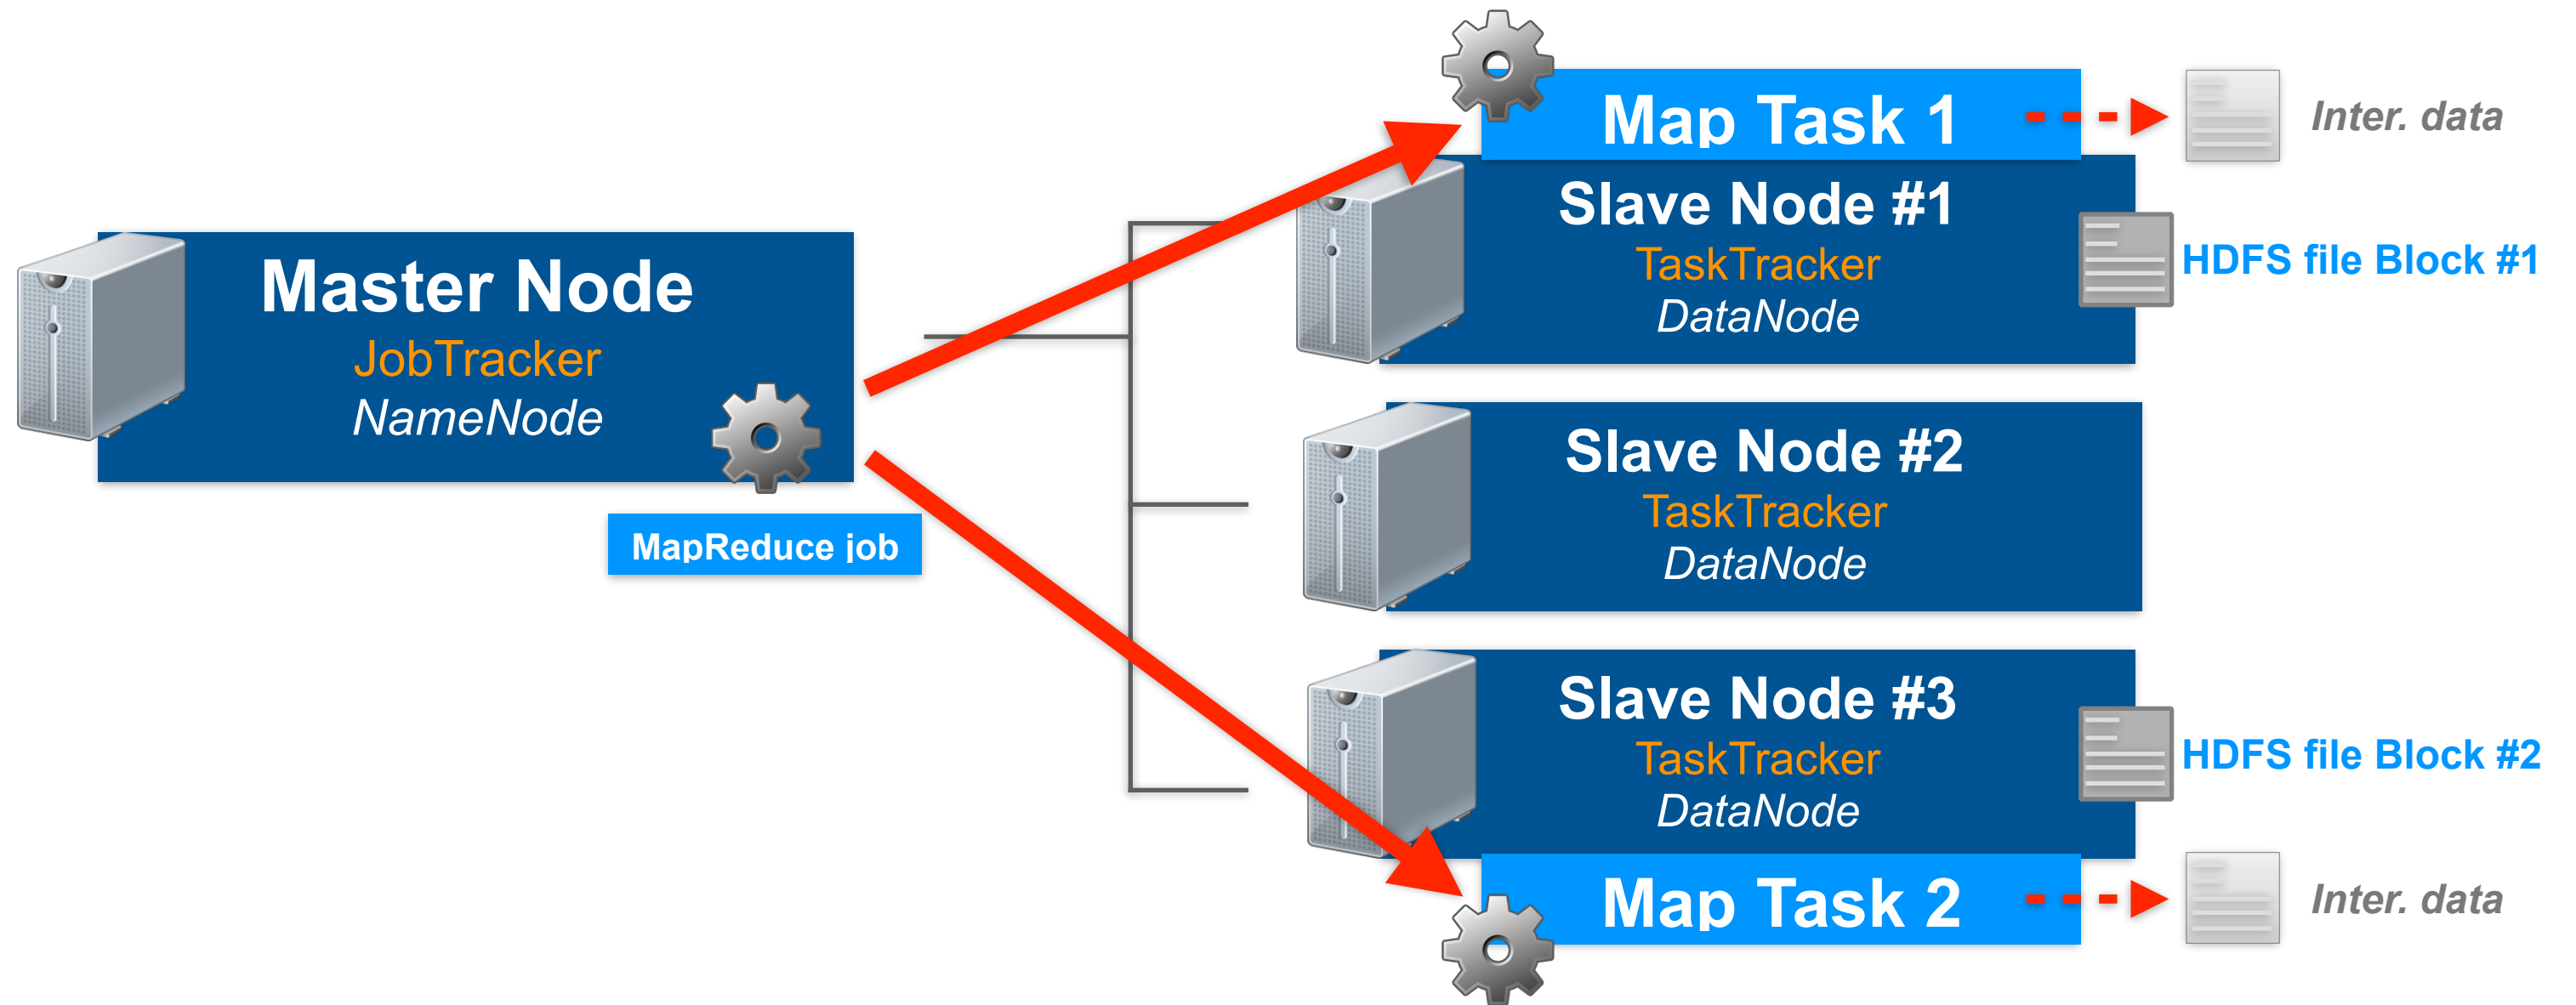 Master Node
JobTracker
NameNode
MapReduce job
Map Task 1
Inter. data
Slave Node #1
TaskTracker
DataNode
HDFS file Block #1
Slave Node #2
TaskTracker
DataNode
Slave Node #3
TaskTracker
DataNode
HDFS file Block #2
Map Task 2
Inter. data